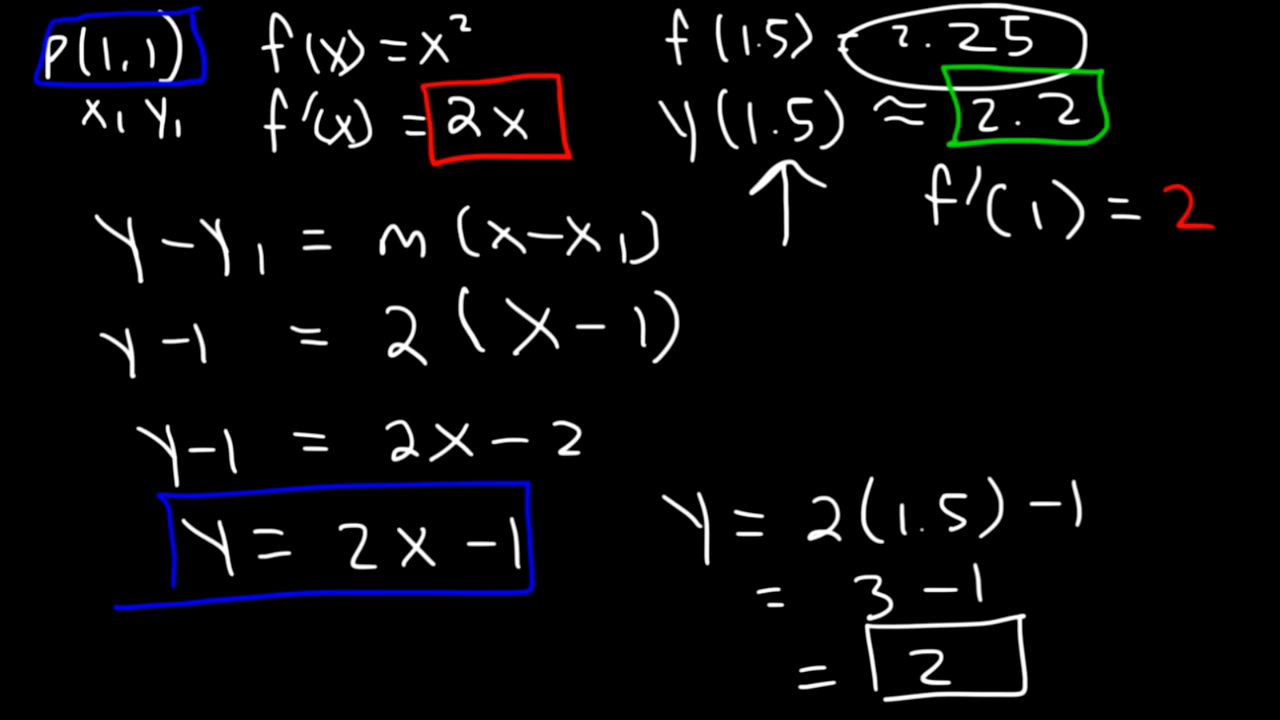 P(1,1) f(x) = x²
x₁ y₁ f'(x) = 2x
y - y₁ = m(x - x₁)
y - 1 = 2(x - 1)
y - 1 = 2x - 2
y = 2x - 1
f(1.5) = 2.25
y(1.5) ≈ 2.2
f'(1) = 2
y = 2(1.5) - 1
= 3 - 1
= 2